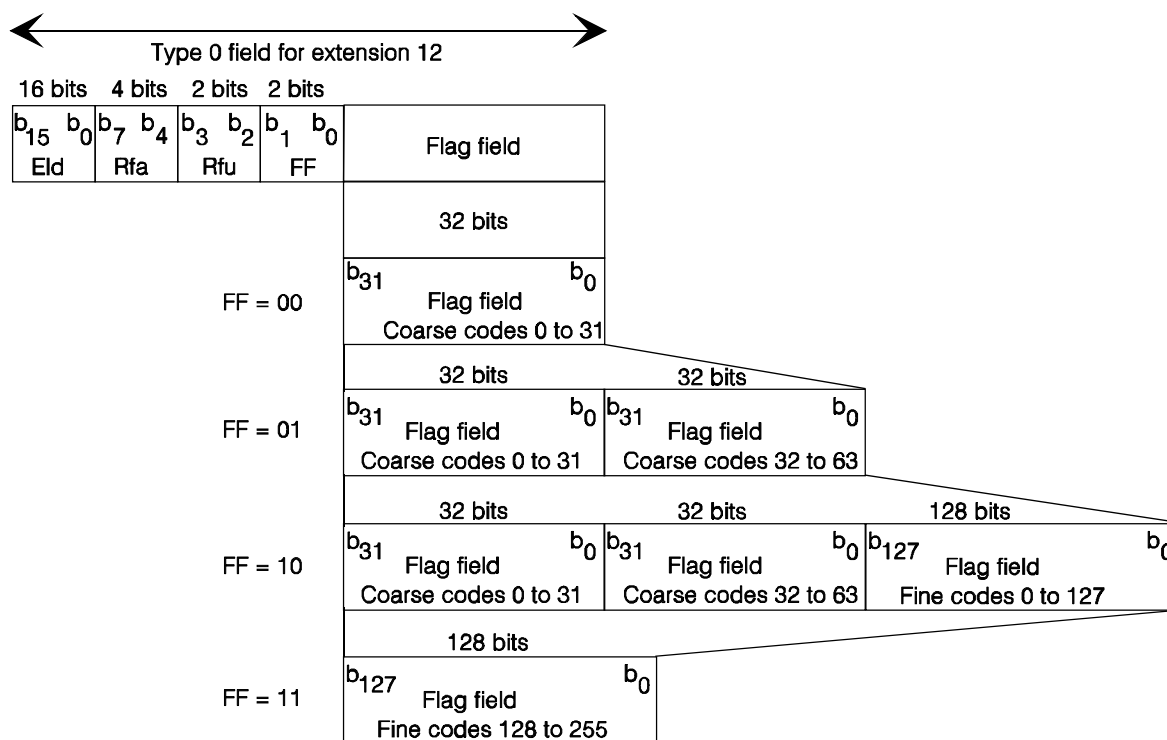 Type 0 field for extension 12
16 bits 4 bits 2 bits 2 bits
b15 b0 b7 b4 b3 b2 b1 b0
EId Rfa Rfu FF Flag field
32 bits
b31 b0
FF = 00 Flag field
Coarse codes 0 to 31
32 bits 32 bits
b31 b0 b31 b0
FF = 01 Flag field Flag field
Coarse codes 0 to 31 Coarse codes 32 to 63
32 bits 32 bits 128 bits
b31 b0 b31 b0 b127 b0
FF = 10 Flag field Flag field Flag field
Coarse codes 0 to 31 Coarse codes 32 to 63 Fine codes 0 to 127
128 bits
b127 b0
FF = 11 Flag field
Fine codes 128 to 255